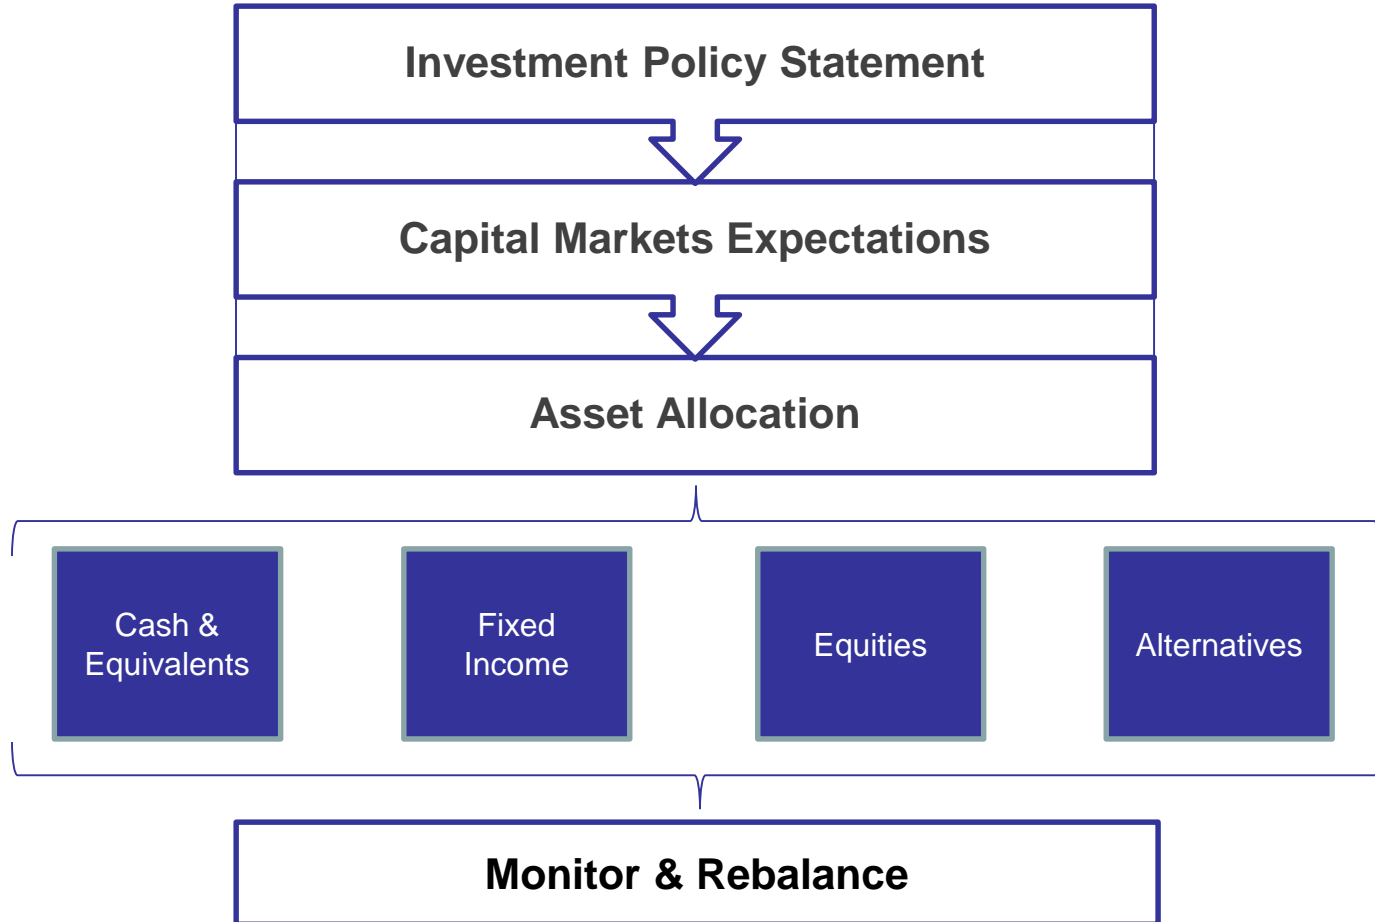 Investment Policy Statement
Capital Markets Expectations
Asset Allocation
Cash &
Equivalents
Fixed
Income
Equities
Alternatives
Monitor & Rebalance